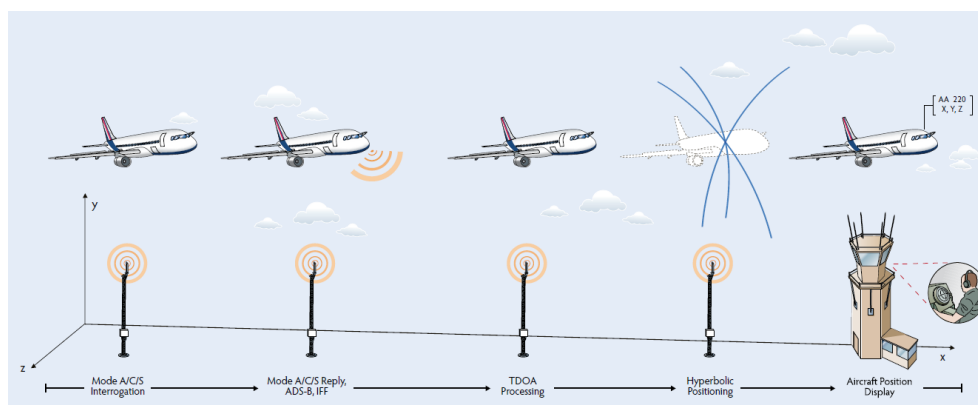 AA 220
X, Y, Z
y
z
x
Mode A/C/S
Interrogation
Mode A/C/S Reply,
ADS-B, IFF
TDOA
Processing
Hyperbolic
Positioning
Aircraft Position
Display